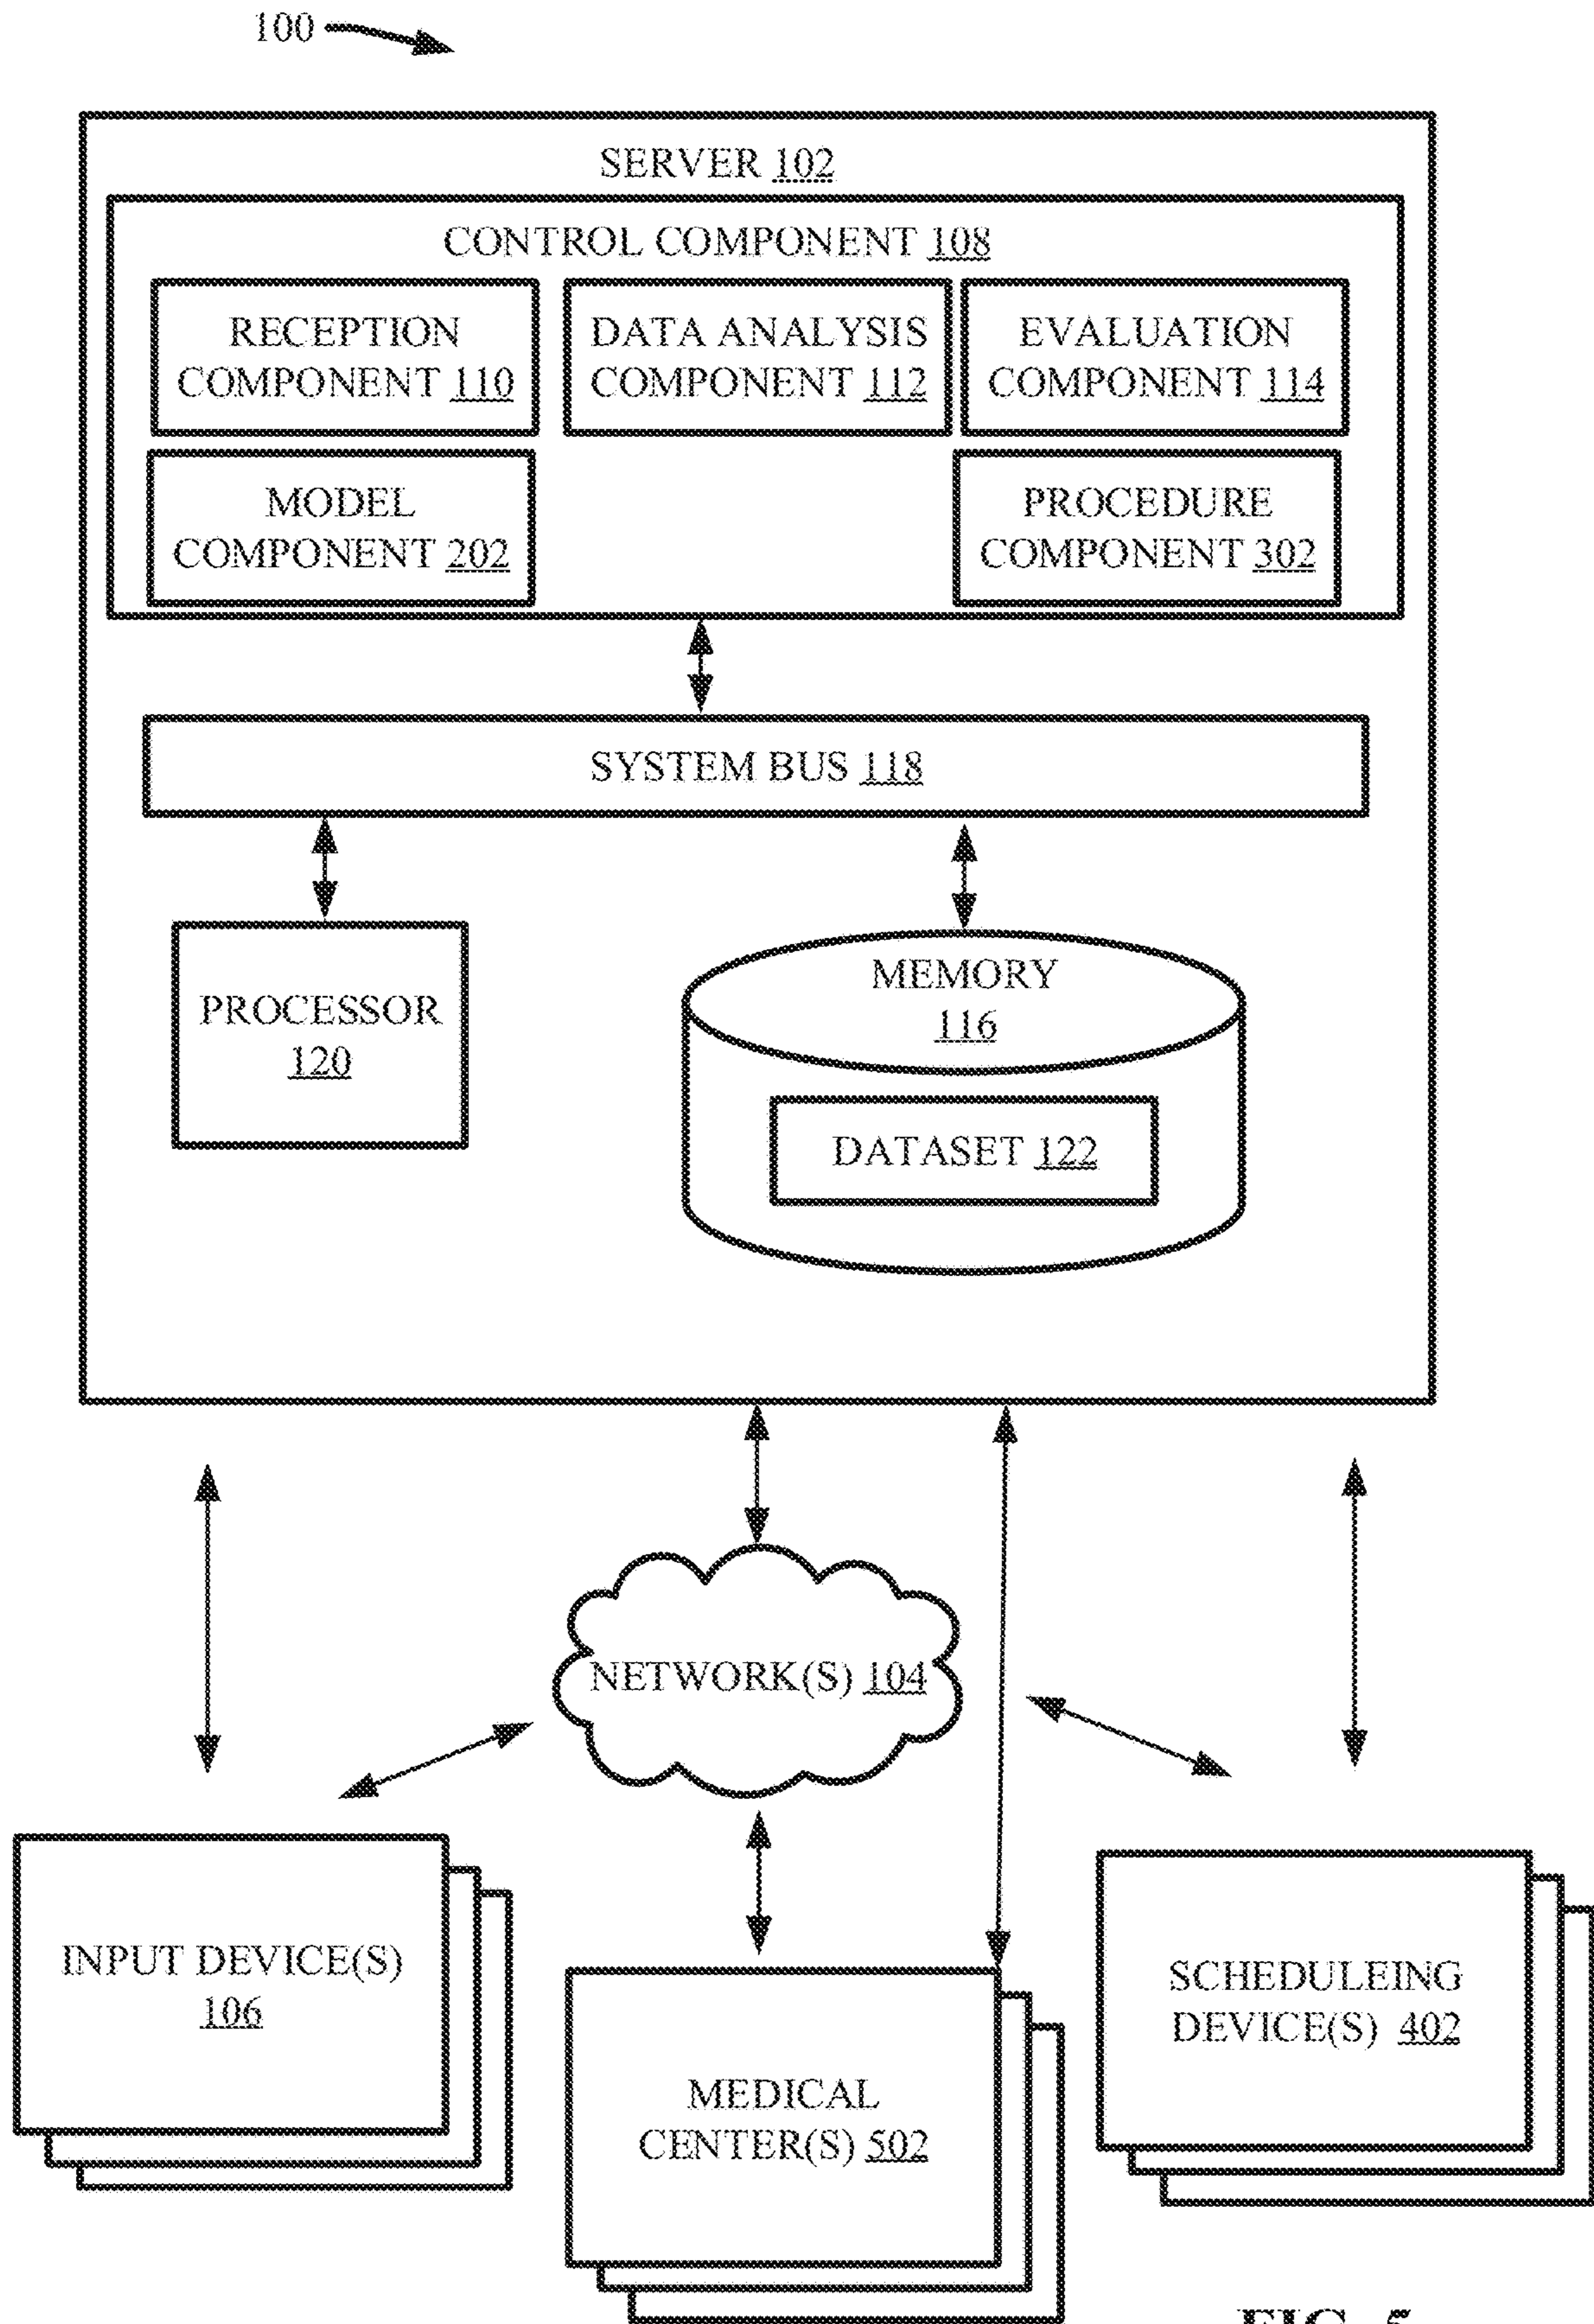 100
SERVER 102
CONTROL COMPONENT 108
RECEPTION
COMPONENT 110
DATA ANALYSIS
COMPONENT 112
EVALUATION
COMPONENT 114
MODEL
COMPONENT 202
PROCEDURE
COMPONENT 302
SYSTEM BUS 118
PROCESSOR
120
MEMORY
116
DATASET 122
NETWORK(S) 104
INPUT DEVICE(S)
106
MEDICAL
CENTER(S) 502
SCHEDULEING
DEVICE(S) 402
FIG. 5